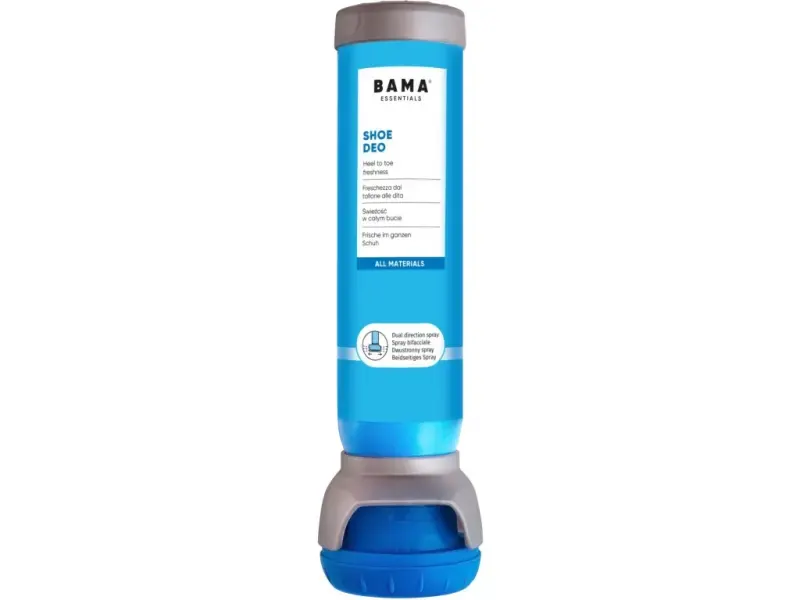 BAMA®
ESSENTIALS
SHOE
DEO
Heel to toe
freshness
Freschezza dal
tallone alle dita
Świeżość
w całym bucie
Frische im ganzen
Schuh
ALL MATERIALS
Dual direction spray
Spray bifacciale
Dwustronny spray
Beidseitiges Spray